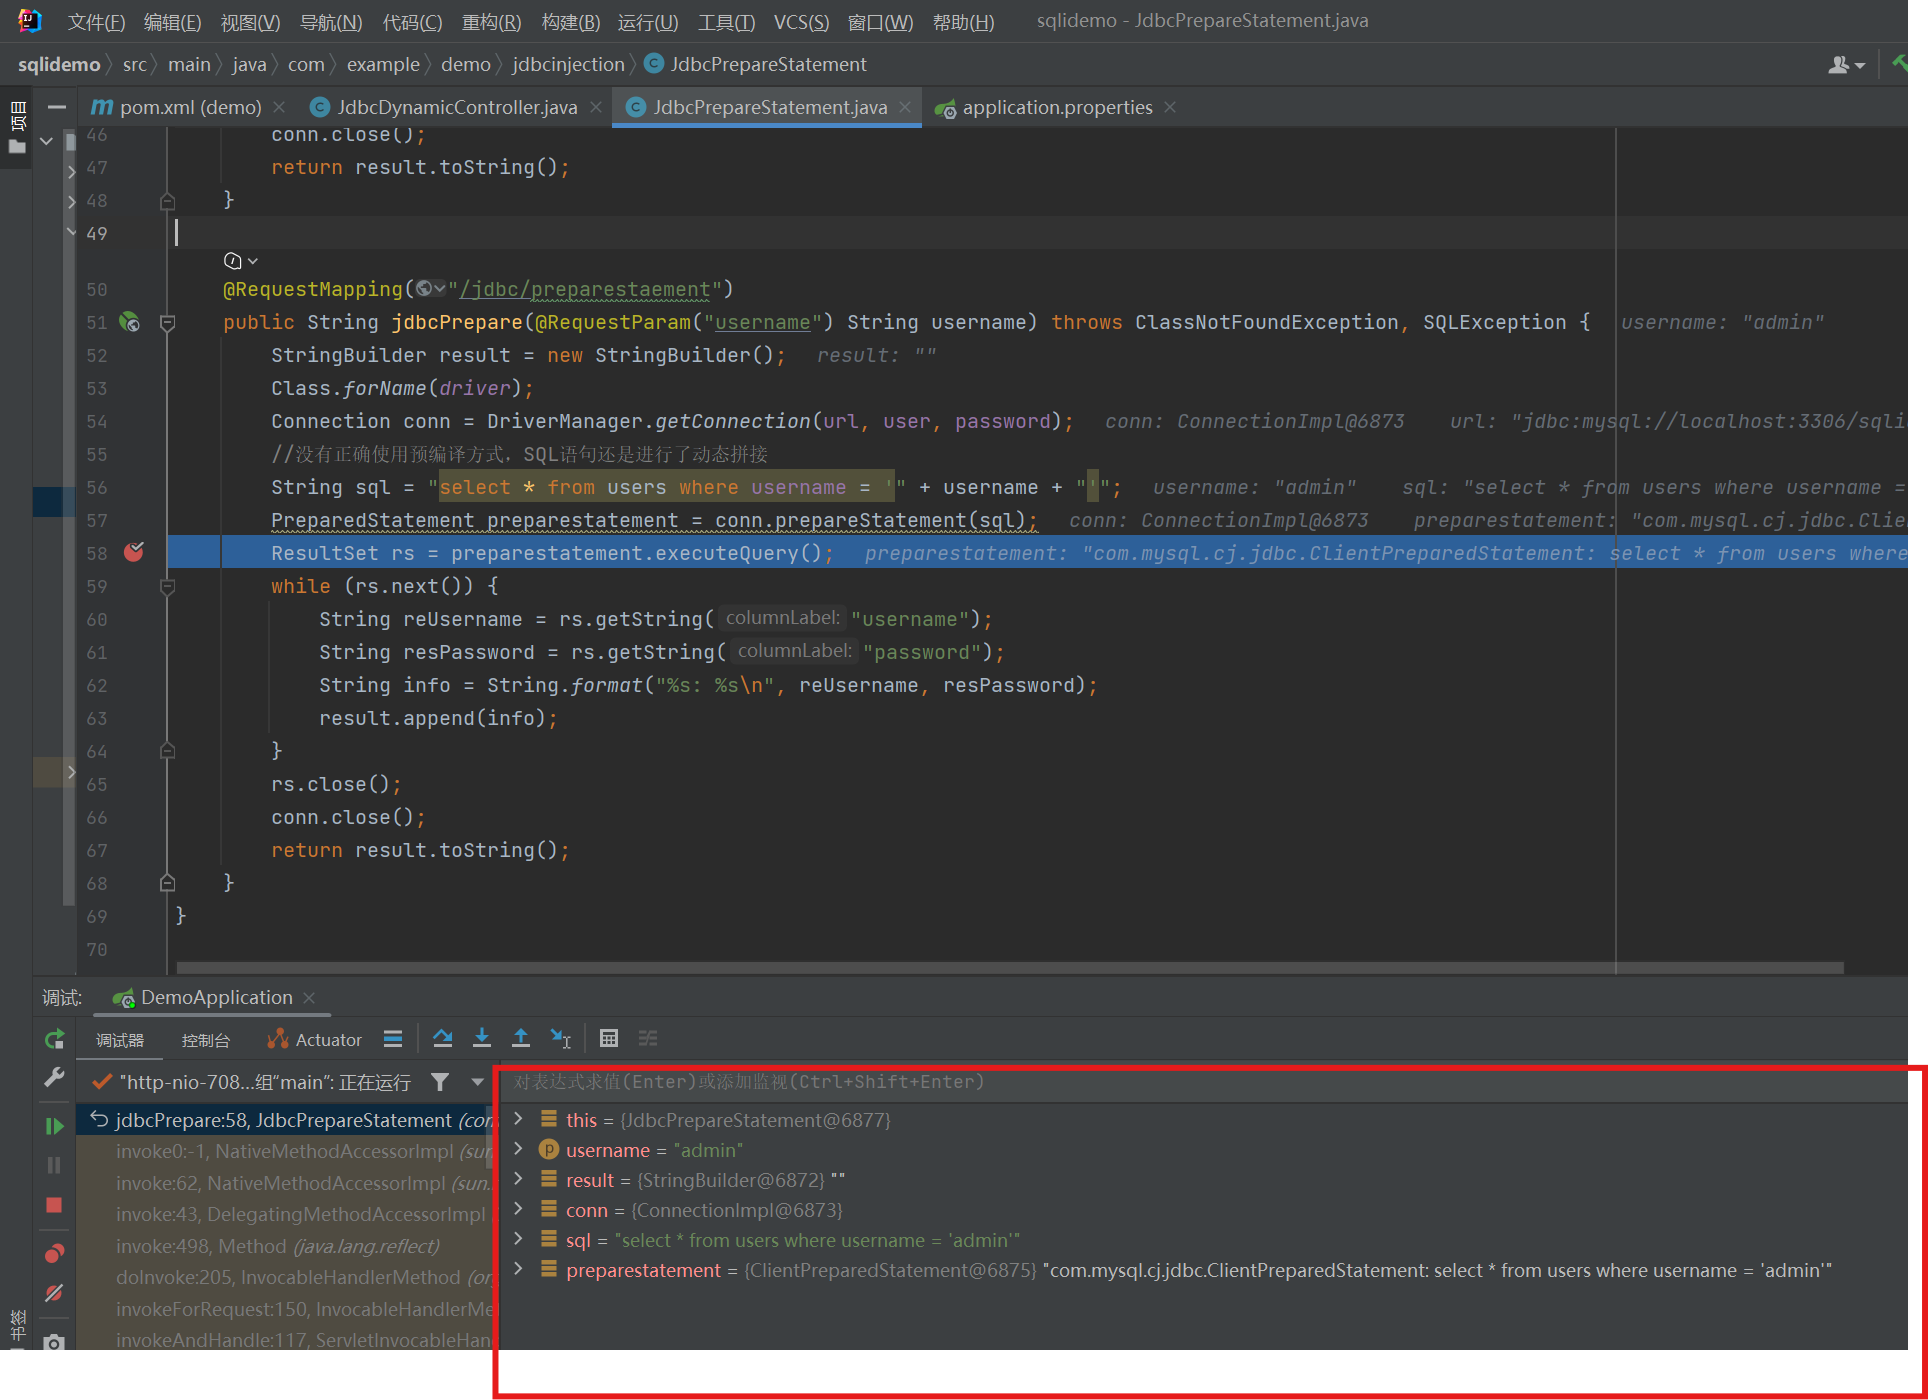 文件(F) 编辑(E) 视图(V) 导航(N) 代码(C) 重构(R) 构建(B) 运行(U) 工具(T) VCS(S) 窗口(W) 帮助(H) sqlidemo - JdbcPrepareStatement.java
sqlidemo src main java com example demo jdbcinjection JdbcPrepareStatement
项目
pom.xml (demo) JdbcDynamicController.java JdbcPrepareStatement.java application.properties
46 conn.close();
47 return result.toString();
48 }
49
50 @RequestMapping("/jdbc/preparestaement")
51 public String jdbcPrepare(@RequestParam("username") String username) throws ClassNotFoundException, SQLException { username: "admin"
52 StringBuilder result = new StringBuilder(); result: ""
53 Class.forName(driver);
54 Connection conn = DriverManager.getConnection(url, user, password); conn: ConnectionImpl@6873 url: "jdbc:mysql://localhost:3306/sqli
55 //没有正确使用预编译方式，SQL语句还是进行了动态拼接
56 String sql = "select * from users where username = '" + username + "'"; username: "admin" sql: "select * from users where username =
57 PreparedStatement preparestatement = conn.prepareStatement(sql); conn: ConnectionImpl@6873 preparestatement: "com.mysql.cj.jdbc.Clie
58 ResultSet rs = preparestatement.executeQuery(); preparestatement: "com.mysql.cj.jdbc.ClientPreparedStatement: select * from users where
59 while (rs.next()) {
60 String reUsername = rs.getString( columnLabel: "username");
61 String resPassword = rs.getString( columnLabel: "password");
62 String info = String.format("%s: %s\n", reUsername, resPassword);
63 result.append(info);
64 }
65 rs.close();
66 conn.close();
67 return result.toString();
68 }
69 }
70
调试: DemoApplication
调试器 控制台 Actuator
"http-nio-708...组"main": 正在运行
对表达式求值(Enter)或添加监视(Ctrl+Shift+Enter)
jdbcPrepare:58, JdbcPrepareStatement (com
invoke0:-1, NativeMethodAccessorImpl (sun.
invoke:62, NativeMethodAccessorImpl (sun.
invoke:43, DelegatingMethodAccessorImpl
invoke:498, Method (java.lang.reflect)
doInvoke:205, InvocableHandlerMethod (or
invokeForRequest:150, InvocableHandlerMe
invokeAndHandle:117, ServletInvocableHan
this = {JdbcPrepareStatement@6877}
username = "admin"
result = {StringBuilder@6872} ""
conn = {ConnectionImpl@6873}
sql = "select * from users where username = 'admin'"
preparestatement = {ClientPreparedStatement@6875} "com.mysql.cj.jdbc.ClientPreparedStatement: select * from users where username = 'admin'"
书签